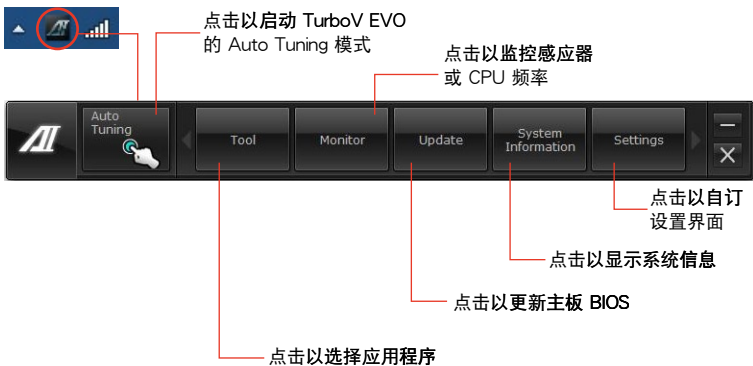 点击以启动 TurboV EVO
的 Auto Tuning 模式
点击以监控感应器
或 CPU 频率
Auto
Tuning
Tool
Monitor
Update
System
Information
Settings
点击以自订
设置界面
点击以显示系统信息
点击以更新主板 BIOS
点击以选择应用程序